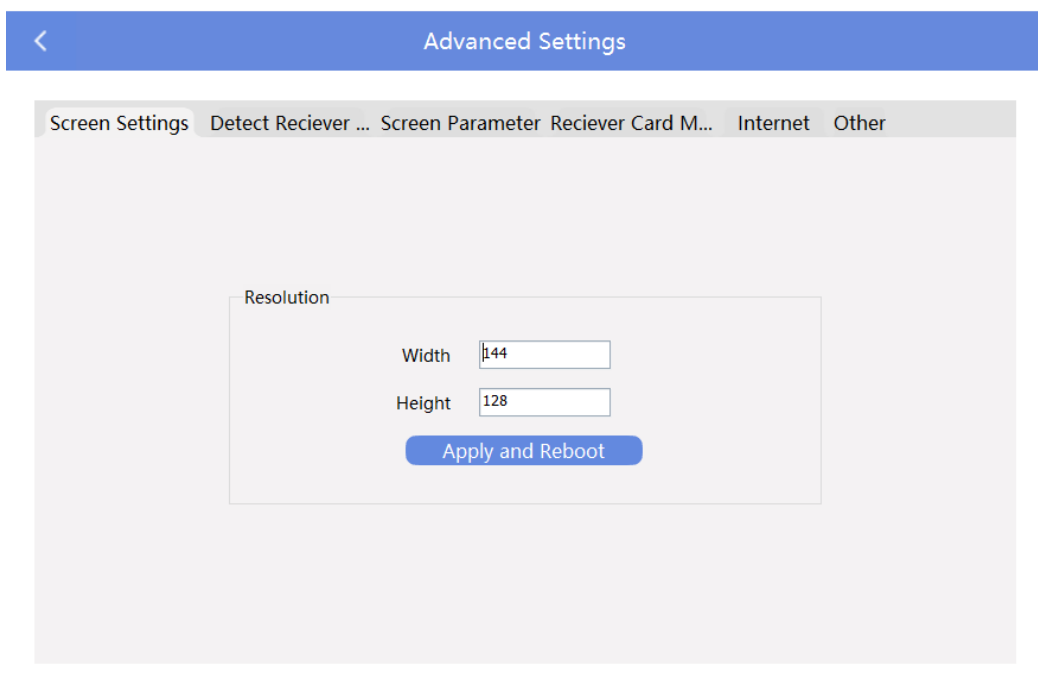 Advanced Settings
Screen Settings Detect Reciever ... Screen Parameter Reciever Card M... Internet Other
Resolution
Width 144
Height 128
Apply and Reboot